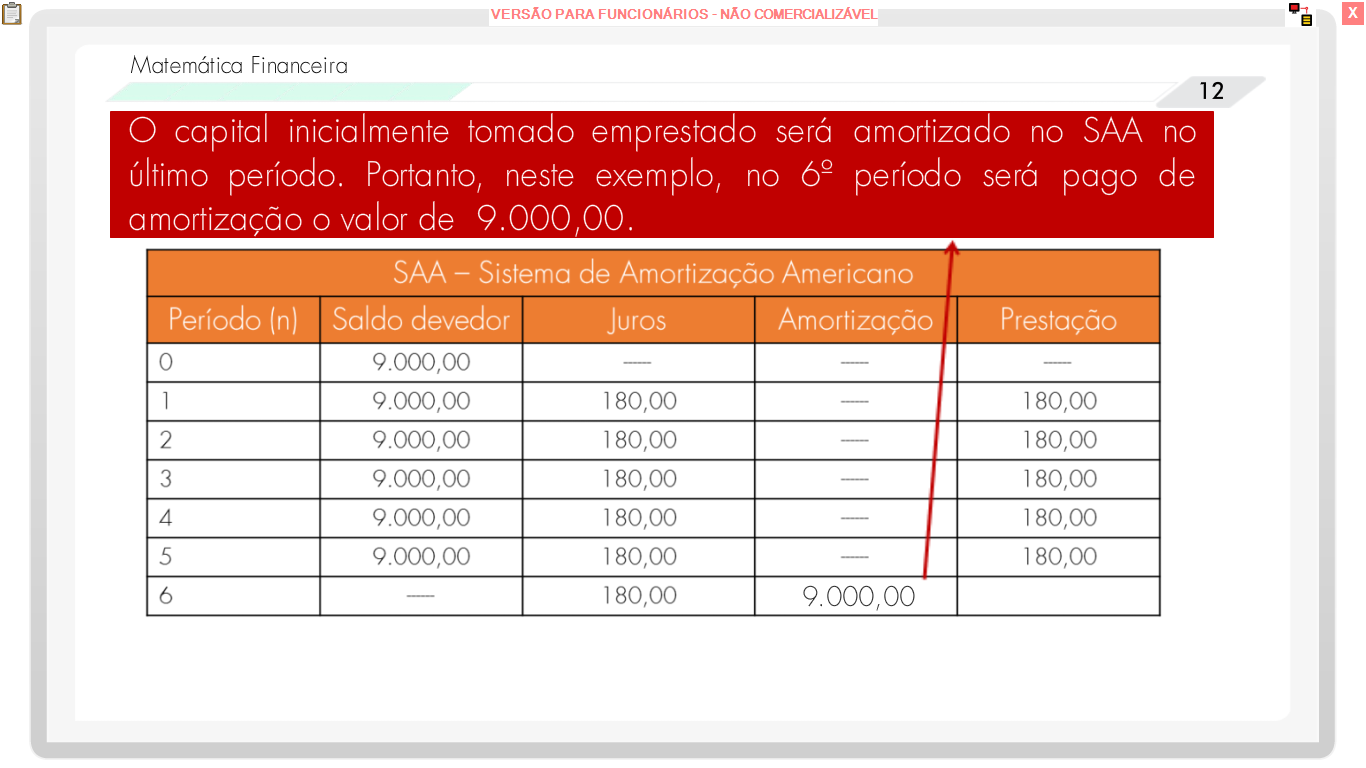 VERSÃO PARA FUNCIONÁRIOS - NÃO COMERCIALIZÁVEL
X
Matemática Financeira
12
O capital inicialmente tomado emprestado será amortizado no SAA no
último período. Portanto, neste exemplo, no 6º período será pago de
amortização o valor de 9.000,00.
SAA – Sistema de Amortização Americano
Período (n) Saldo devedor Juros Amortização Prestação
0 9.000,00 ----- ----- -----
1 9.000,00 180,00 ----- 180,00
2 9.000,00 180,00 ----- 180,00
3 9.000,00 180,00 ----- 180,00
4 9.000,00 180,00 ----- 180,00
5 9.000,00 180,00 ----- 180,00
6 ----- 180,00 9.000,00